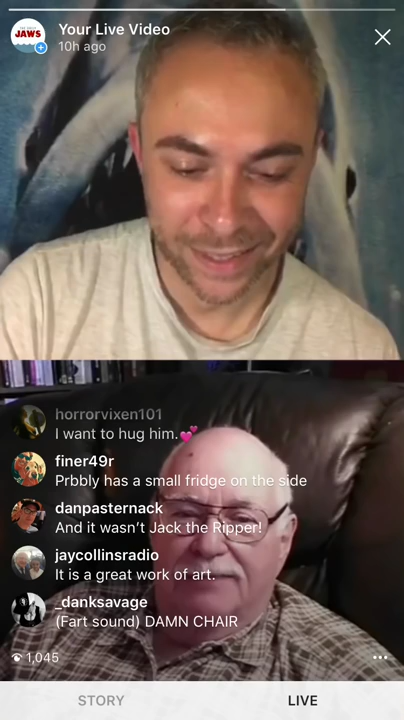 JAWS
Your Live Video
10h ago
horrorvixen101
I want to hug him.💕
finer49r
Prbbly has a small fridge on the side
danpasternack
And it wasn't Jack the Ripper!
jaycollinsradio
It is a great work of art.
_danksavage
(Fart sound) DAMN CHAIR
1,045
STORY
LIVE